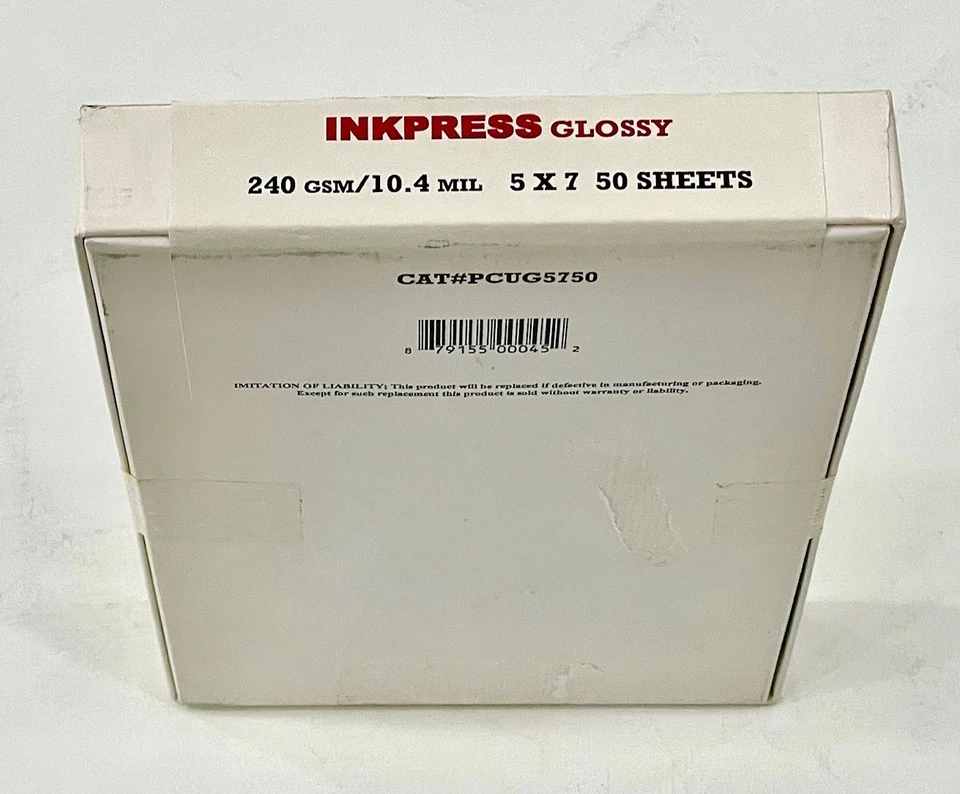 INKPRESS GLOSSY
240 GSM/10.4 MIL 5 X 7 50 SHEETS
CAT#PCUG5750
8 79155 00045 2
IMITATION OF LIABILITY; This product will be replaced if defective in manufacturing or packaging.
Except for such replacement this product is sold without warranty or liability.